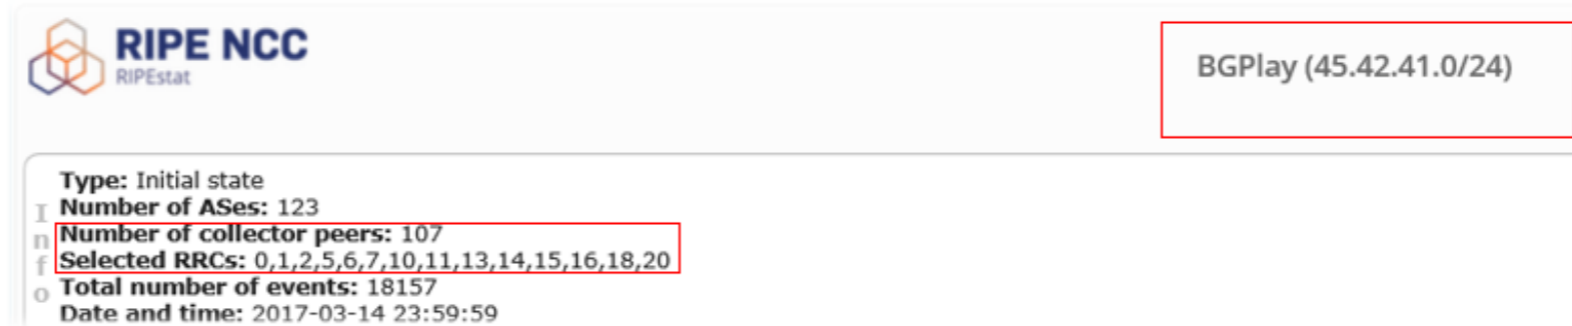 RIPE NCC
RIPEstat
BGPlay (45.42.41.0/24)
Info
Type: Initial state
Number of ASes: 123
Number of collector peers: 107
Selected RRCs: 0,1,2,5,6,7,10,11,13,14,15,16,18,20
Total number of events: 18157
Date and time: 2017-03-14 23:59:59